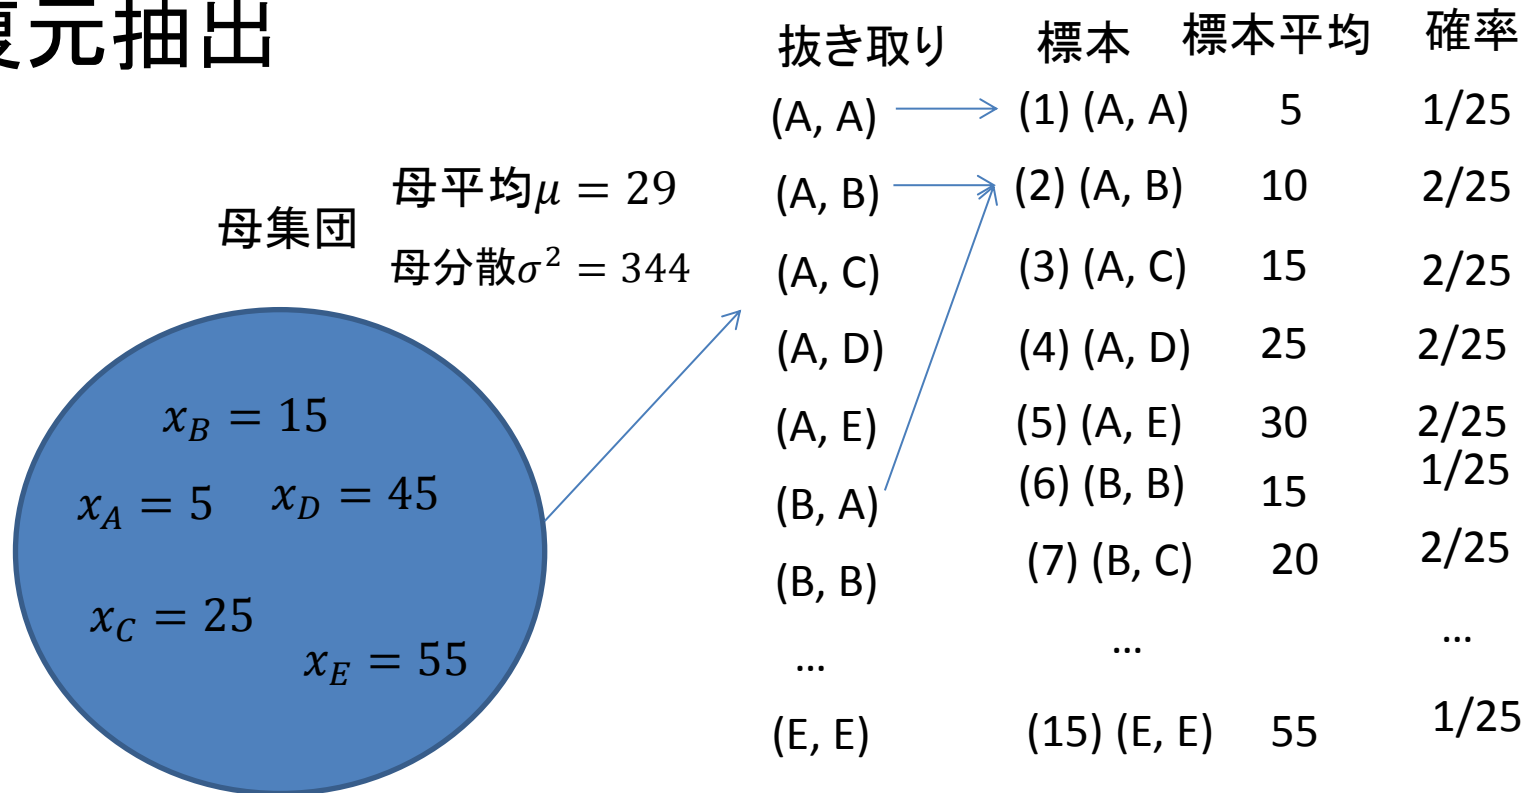 元抽出
母集団
母平均μ = 29
母分散σ² = 344
x_B = 15
x_A = 5
x_D = 45
x_C = 25
x_E = 55
抜き取り 標本 標本平均 確率
(A, A) (1) (A, A) 5 1/25
(A, B) (2) (A, B) 10 2/25
(A, C) (3) (A, C) 15 2/25
(A, D) (4) (A, D) 25 2/25
(A, E) (5) (A, E) 30 2/25
(B, A) (6) (B, B) 15 1/25
(B, B) (7) (B, C) 20 2/25
... ... ...
(E, E) (15) (E, E) 55 1/25